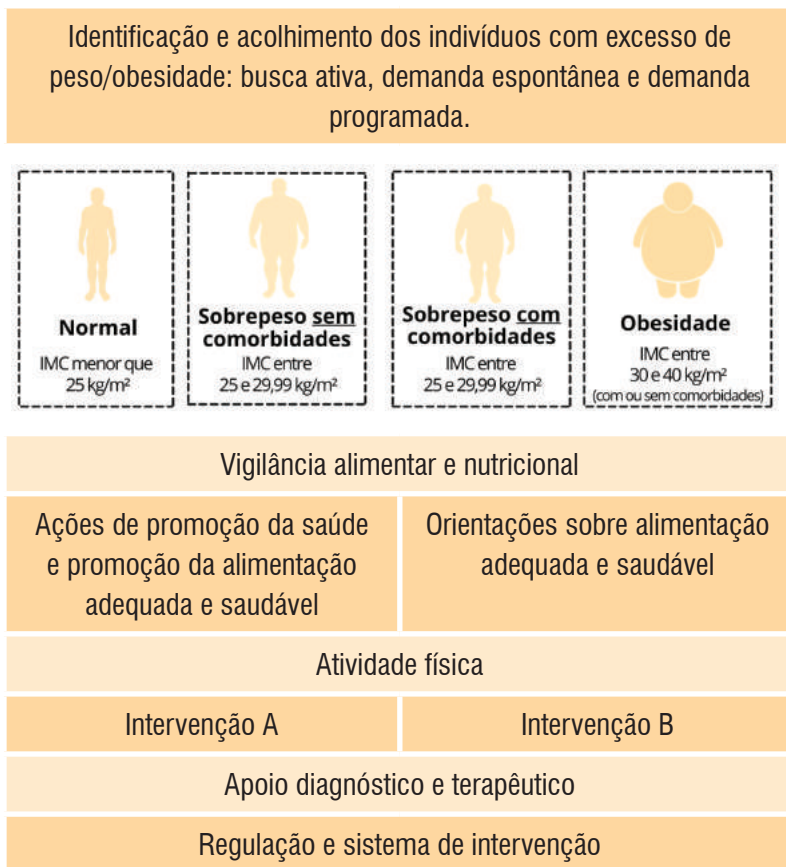 Identificação e acolhimento dos indivíduos com excesso de
peso/obesidade: busca ativa, demanda espontânea e demanda
programada.
Normal
IMC menor que
25 kg/m²
Sobrepeso sem
comorbidades
IMC entre
25 e 29,99 kg/m²
Sobrepeso com
comorbidades
IMC entre
25 e 29,99 kg/m²
Obesidade
IMC entre
30 e 40 kg/m²
(com ou sem comorbidades)
Vigilância alimentar e nutricional
Ações de promoção da saúde
e promoção da alimentação
adequada e saudável
Orientações sobre alimentação
adequada e saudável
Atividade física
Intervenção A
Intervenção B
Apoio diagnóstico e terapêutico
Regulação e sistema de intervenção